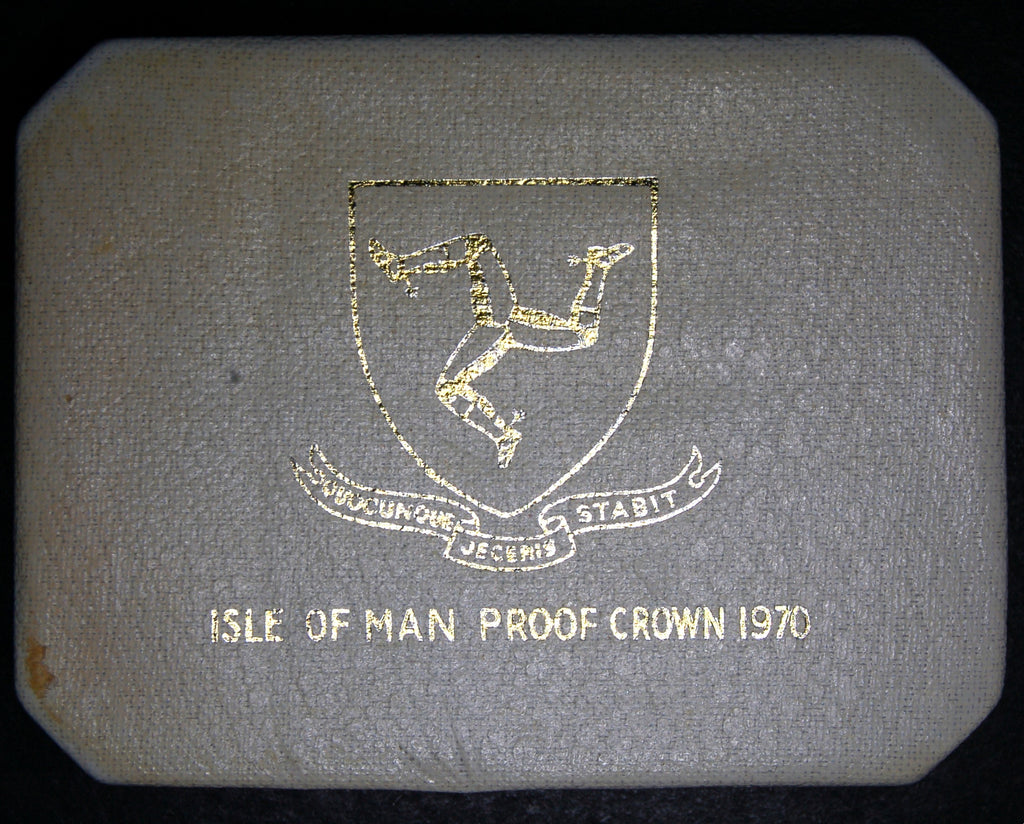 QUOCUNQUE
JECERIS
STABIT
ISLE OF MAN PROOF CROWN 1970